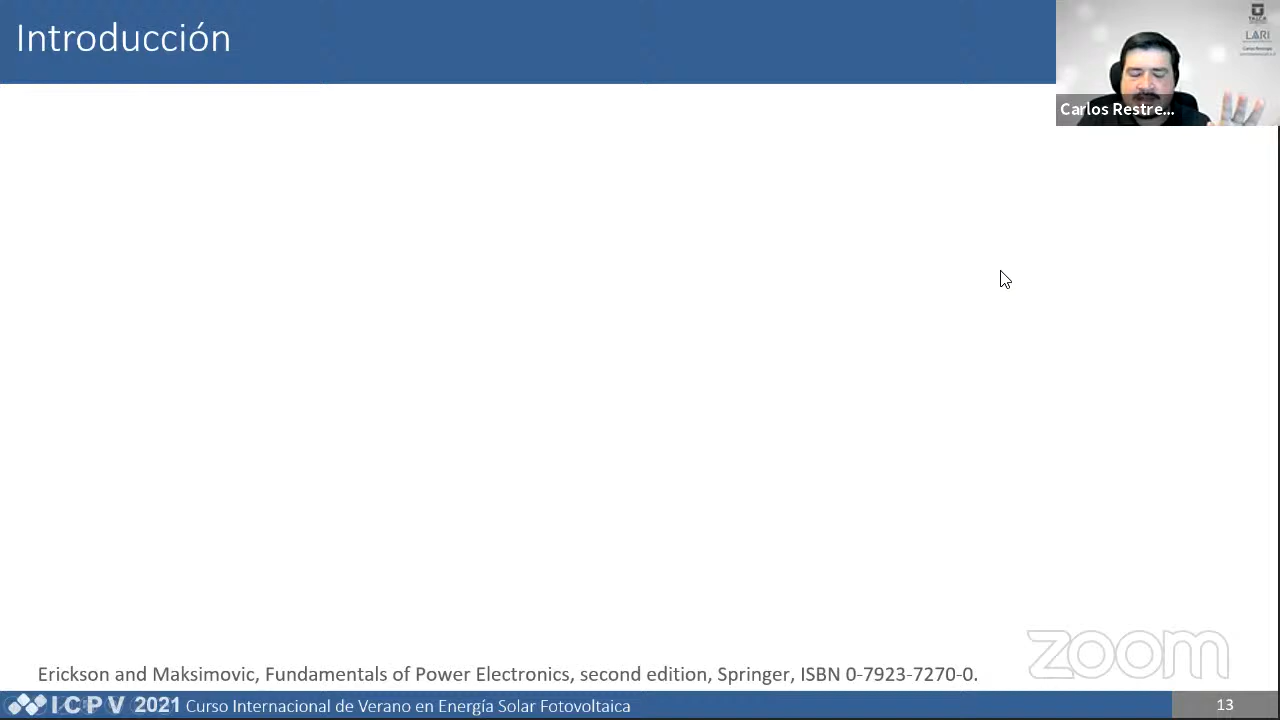 Introducción
TALCA
LARI
Carlos Restre...
zoom
Erickson and Maksimovic, Fundamentals of Power Electronics, second edition, Springer, ISBN 0-7923-7270-0.
ICPV 2021 Curso Internacional de Verano en Energía Solar Fotovoltaica
13